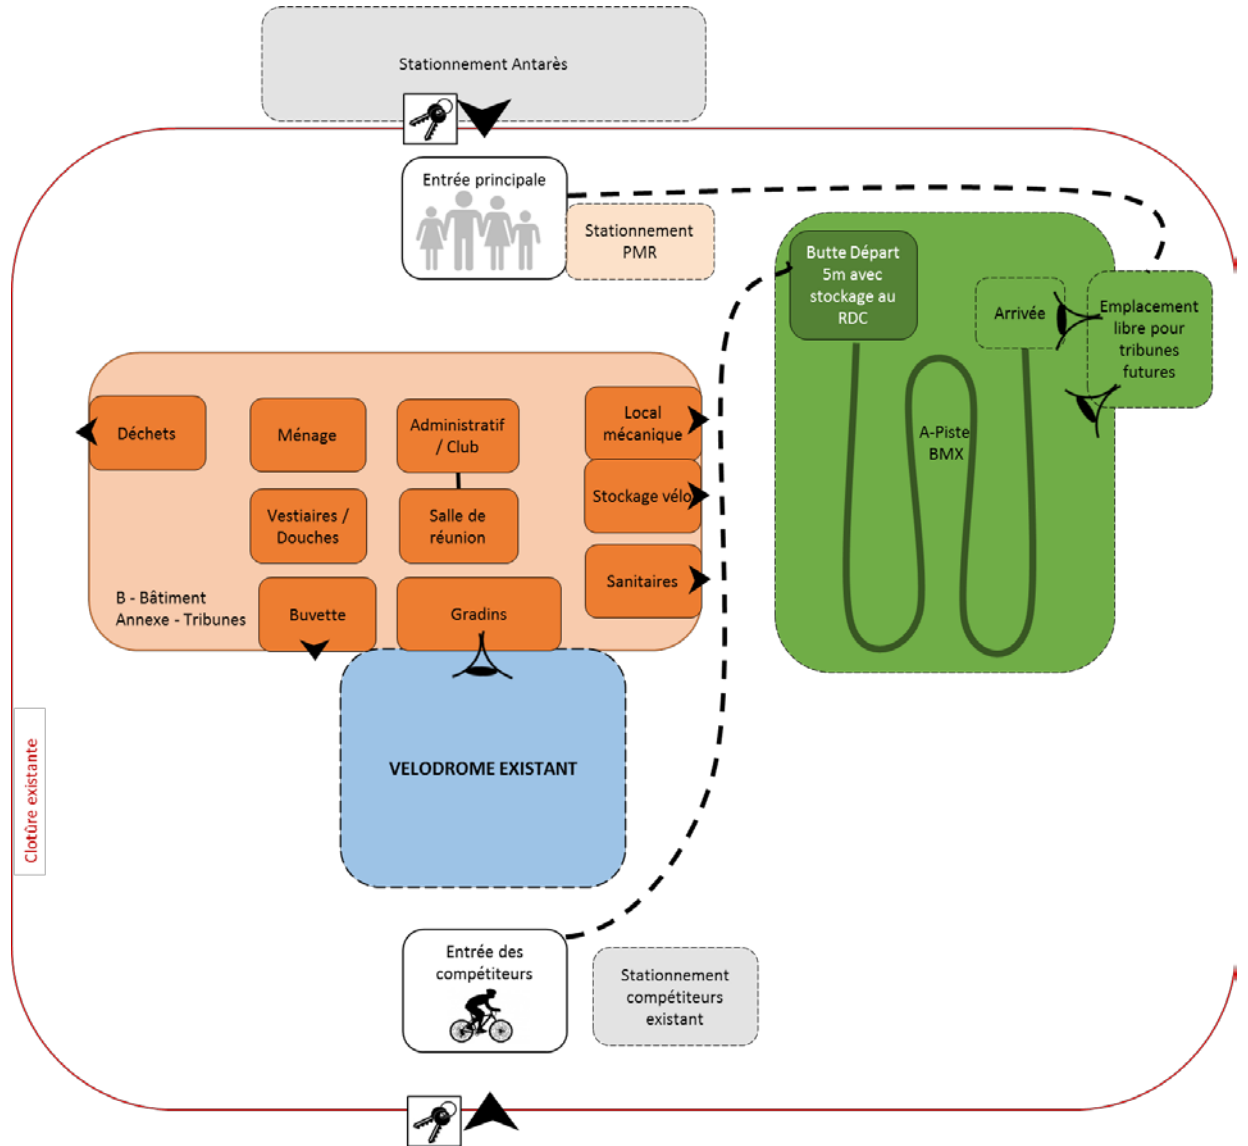 Stationnement Antarès
Entrée principale
Stationnement
PMR
Butte Départ
5m avec
stockage au
RDC
Arrivée
Emplacement
libre pour
tribunes
futures
A-Piste
BMX
Déchets
Ménage
Administratif
/ Club
Local
mécanique
Vestiaires /
Douches
Salle de
réunion
Stockage vélo
Sanitaires
B - Bâtiment
Annexe - Tribunes
Buvette
Gradins
VELODROME EXISTANT
Clotûre existante
Entrée des
compétiteurs
Stationnement
compétiteurs
existant